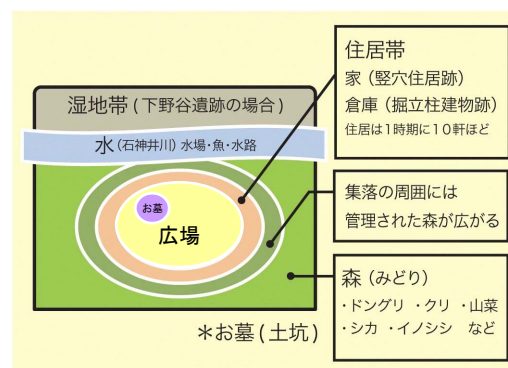 湿地帯(下野谷遺跡の場合)
水(石神井川)水場・魚・水路
お墓
広場
*お墓(土坑)
住居帯
家(竪穴住居跡)
倉庫(掘立柱建物跡)
住居は1時期に10軒ほど
集落の周囲には
管理された森が広がる
森(みどり)
・ドングリ ・クリ ・山菜
・シカ ・イノシシ など